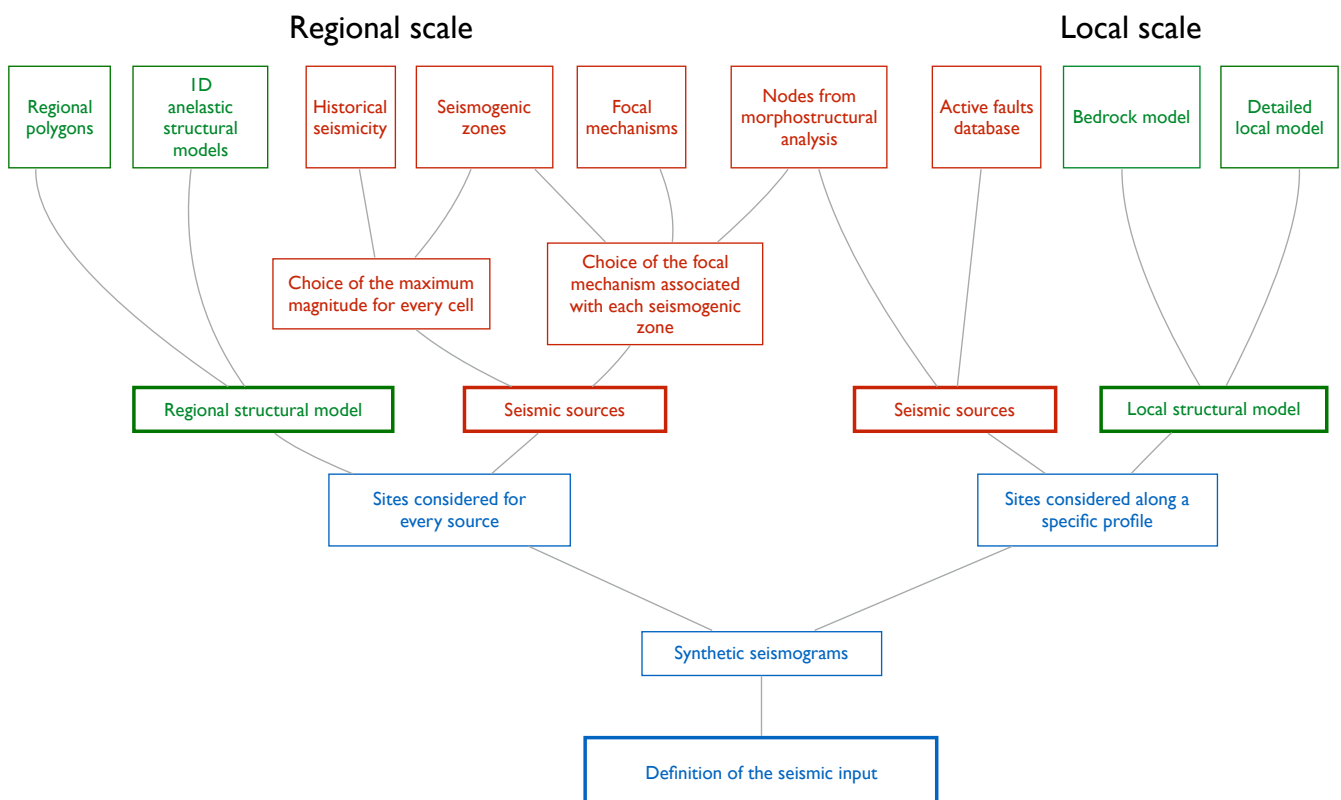 Regional scale
Local scale
Regional
polygons
1D
anelastic
structural
models
Historical
seismicity
Seismogenic
zones
Focal
mechanisms
Nodes from
morphostructural
analysis
Active faults
database
Bedrock model
Detailed
local model
Choice of the maximum
magnitude for every cell
Choice of the focal
mechanism associated
with each seismogenic
zone
Regional structural model
Seismic sources
Seismic sources
Local structural model
Sites considered for
every source
Sites considered along a
specific profile
Synthetic seismograms
Definition of the seismic input